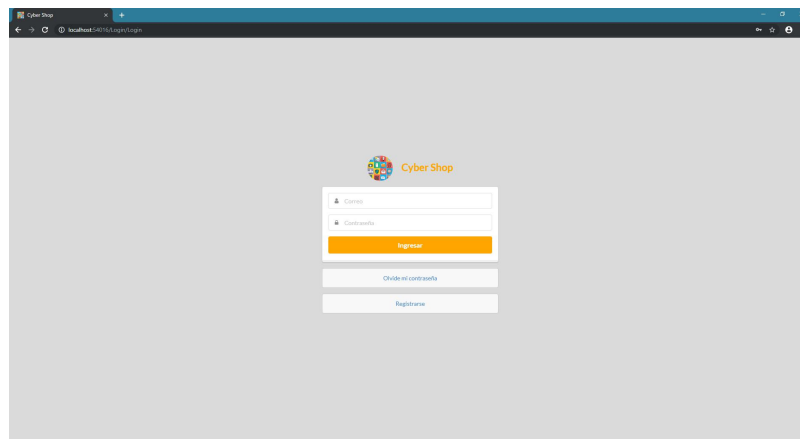 Cyber Shop
localhost:54016/Login/Login
Cyber Shop
Correo
Contraseña
Ingresar
Olvide mi contraseña
Registrarse